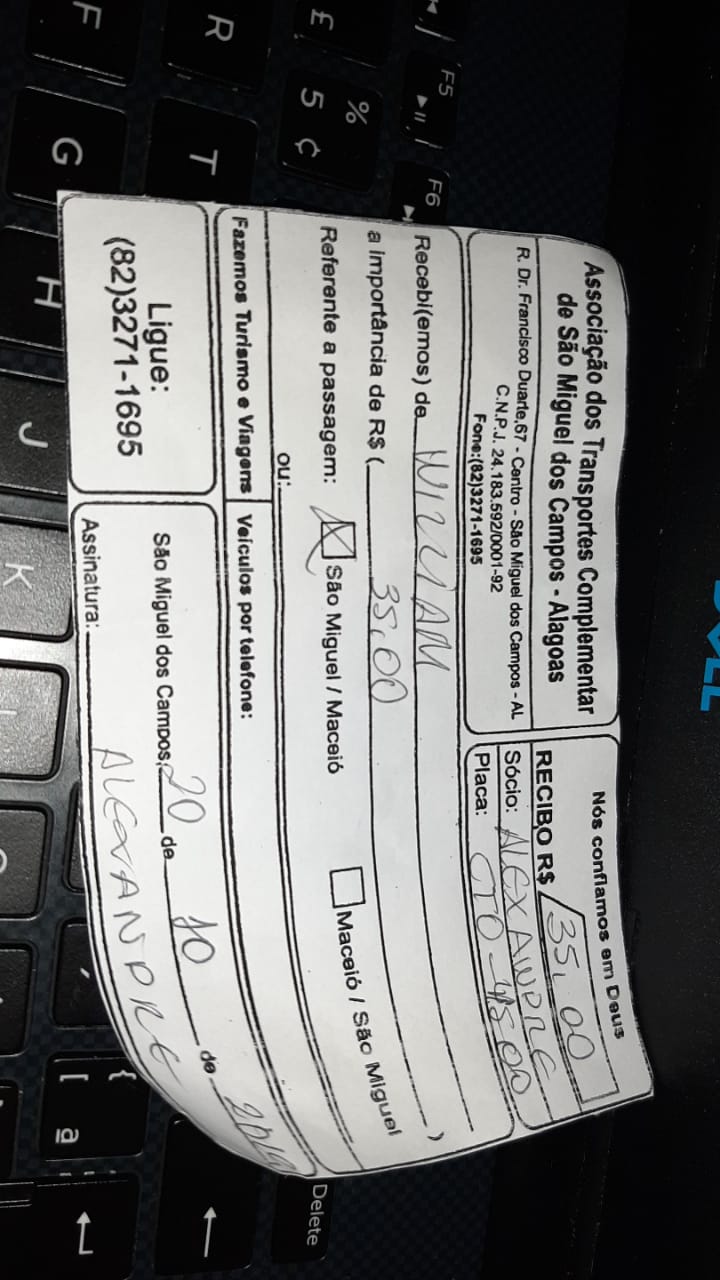 Associação dos Transportes Complementar
de São Miguel dos Campos - Alagoas
R. Dr. Francisco Duarte,67 - Centro - São Miguel dos Campos - AL
C.N.P.J. 24.183.592/0001-92
Fone:(82)3271-1695
Nós confiamos em Deus
RECIBO R$ 35,00
Sócio: ALEXANDRE
Placa:
Recebi(emos) de WILLIAM
a importância de R$ ( 35,00 )
Referente a passagem: X São Miguel / Maceió Maceió / São Miguel
ou:
Fazemos Turismo e Viagens Veículos por telefone:
Ligue:
(82)3271-1695
São Miguel dos Campos, 20 de 10 de
Assinatura: ALEXANDRE
F5
F6
%
5 ¢
£
R
T
F
G
H
J
K
L
{
[
ª
Delete
DELL